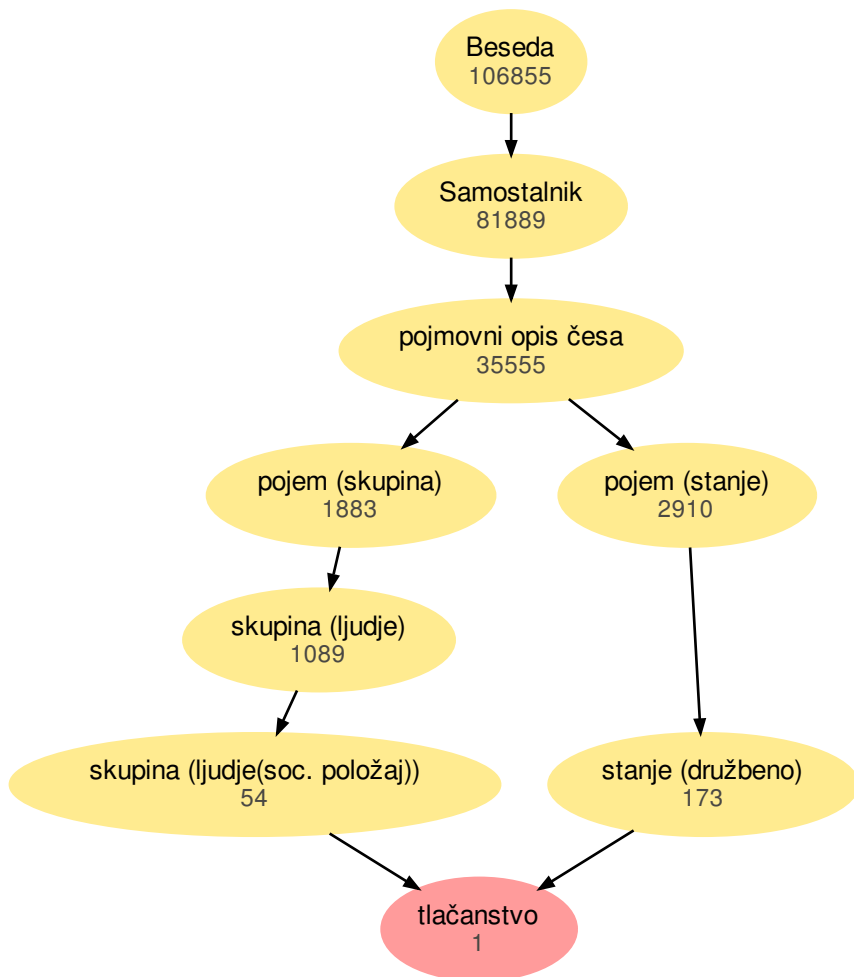 Beseda
106855
Samostalnik
81889
pojmovni opis česa
35555
pojem (skupina)
1883
pojem (stanje)
2910
skupina (ljudje)
1089
skupina (ljudje(soc. položaj))
54
stanje (družbeno)
173
tlačanstvo
1